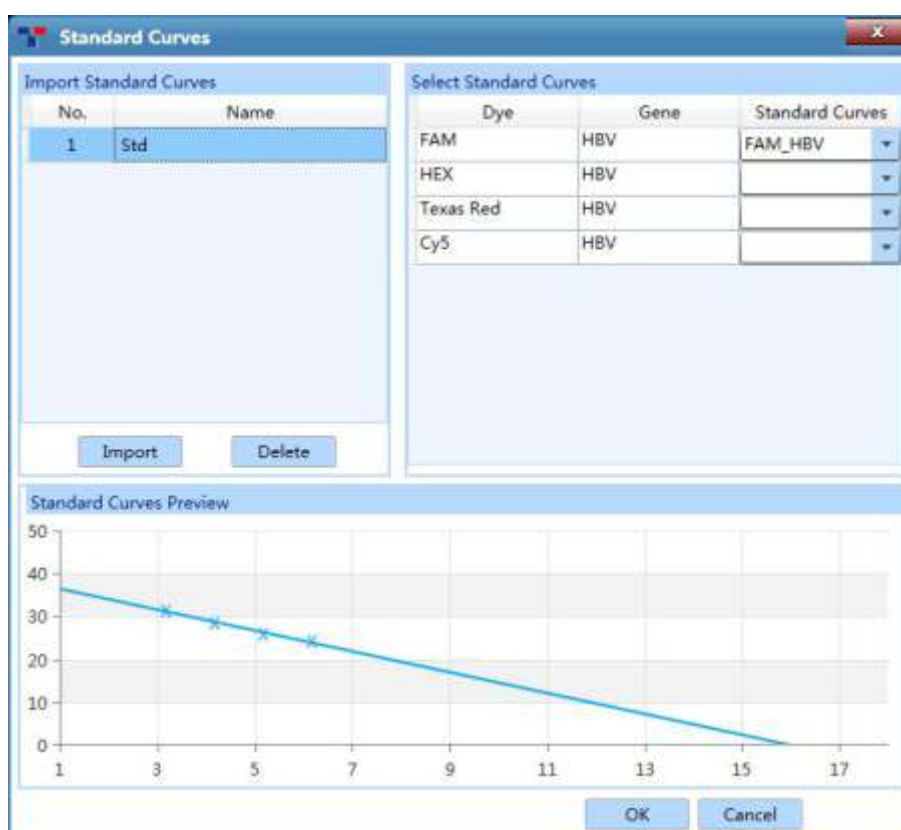 Standard Curves
x
Import Standard Curves
No. Name
1 Std
Import Delete
Select Standard Curves
Dye Gene Standard Curves
FAM HBV FAM_HBV
HEX HBV
Texas Red HBV
Cy5 HBV
Standard Curves Preview
50
40
30
20
10
0
1 3 5 7 9 11 13 15 17
OK Cancel